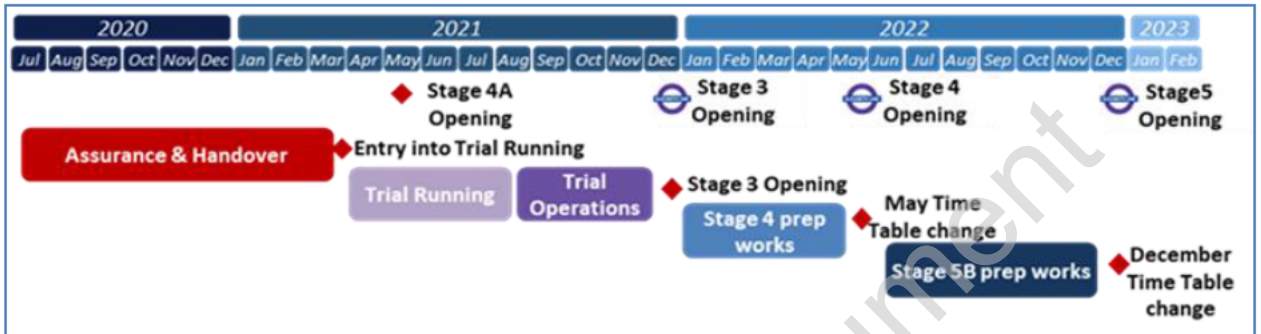 2020 2021 2022 2023
Jul Aug Sep Oct Nov Dec Jan Feb Mar Apr May Jun Jul Aug Sep Oct Nov Dec Jan Feb Mar Apr May Jun Jul Aug Sep Oct Nov Dec Jan Feb
Stage 4A
Opening
Stage 3
Opening
Stage 4
Opening
Stage5
Opening
Assurance & Handover
Entry into Trial Running
Trial Running
Trial
Operations
Stage 3 Opening
Stage 4 prep
works
May Time
Table change
Stage 5B prep works
December
Time Table
change
ument